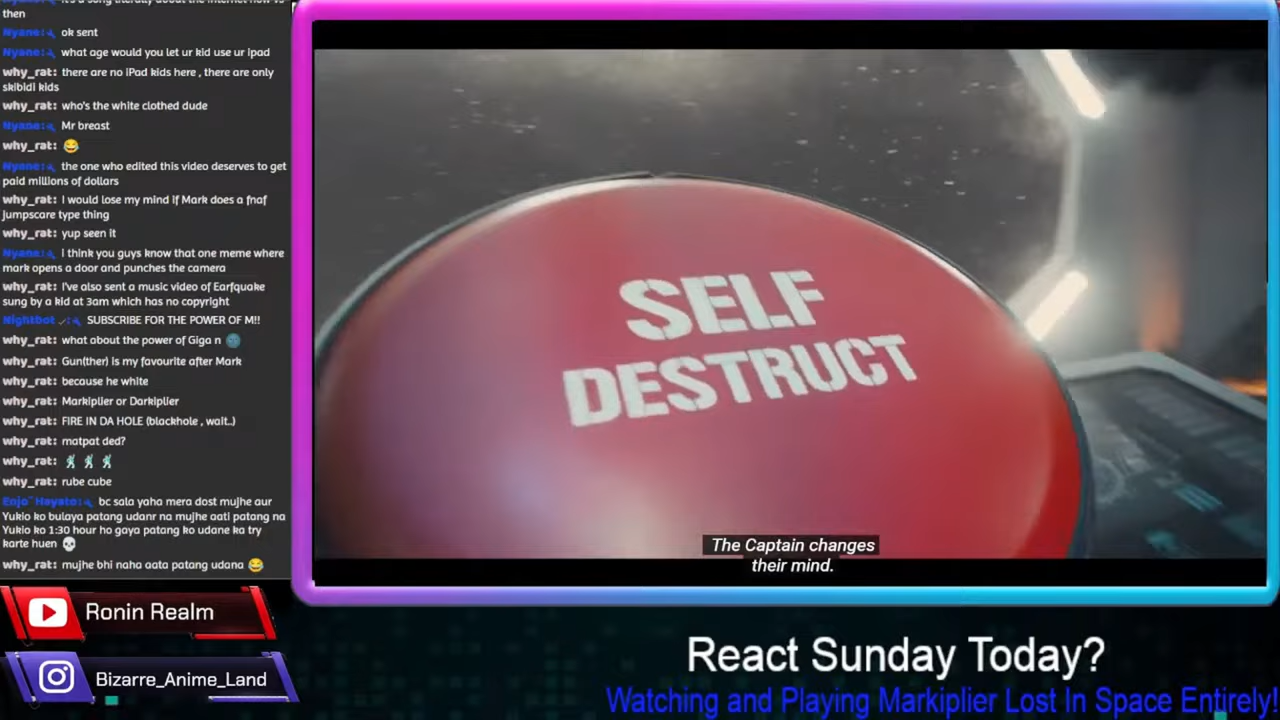 then
Nyane: ok sent
Nyane: what age would you let ur kid use ur ipad
why_rat: there are no iPad kids here , there are only
skibidi kids
why_rat: who's the white clothed dude
Nyane: Mr breast
why_rat: 😂
Nyane: the one who edited this video deserves to get
paid millions of dollars
why_rat: I would lose my mind if Mark does a fnaf
jumpscare type thing
why_rat: yup seen it
Nyane: i think you guys know that one meme where
mark opens a door and punches the camera
why_rat: I've also sent a music video of Earfquake
sung by a kid at 3am which has no copyright
Nightbot: SUBSCRIBE FOR THE POWER OF M!!
why_rat: what about the power of Giga n
why_rat: Gun(ther) is my favourite after Mark
why_rat: because he white
why_rat: Markiplier or Darkiplier
why_rat: FIRE IN DA HOLE (blackhole , wait..)
why_rat: matpat ded?
why_rat:
why_rat: rube cube
Enjo~Hayato: bc sala yaha mera dost mujhe aur
Yukio ko bulaya patang udanr na mujhe aati patang na
Yukio ko 1:30 hour ho gaya patang ko udane ka try
karte huen 💀
why_rat: mujhe bhi naha aata patang udana 😂
SELF
DESTRUCT
The Captain changes
their mind.
Ronin Realm
Bizarre_Anime_Land
React Sunday Today?
Watching and Playing Markiplier Lost In Space Entirely!